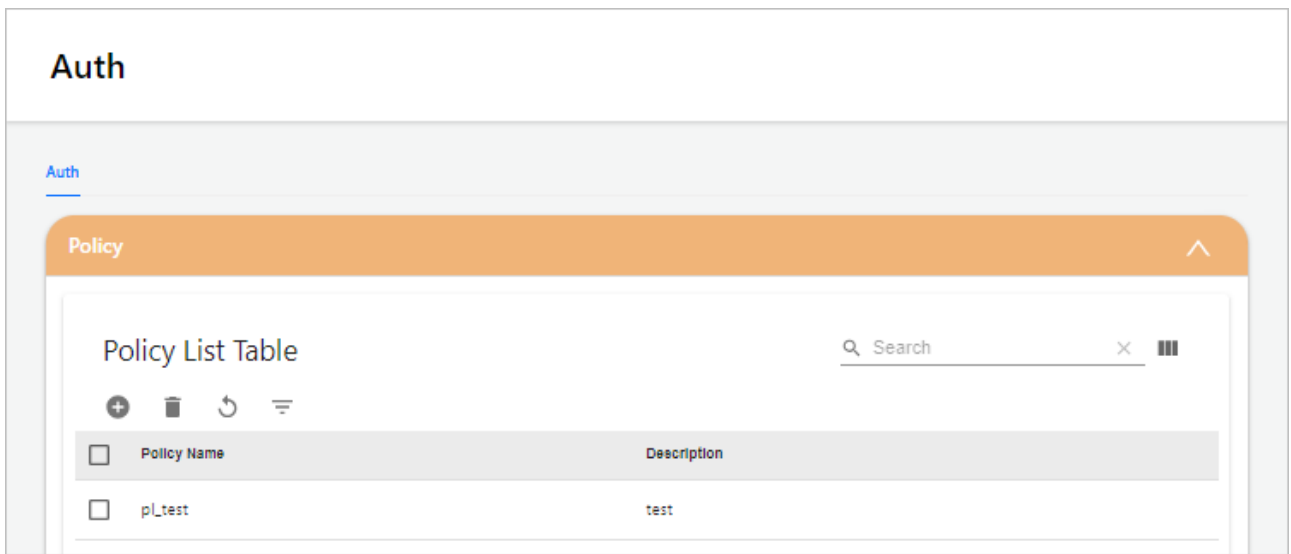 Auth
Auth
Policy
Policy List Table
Search
Policy Name Description
pl_test test